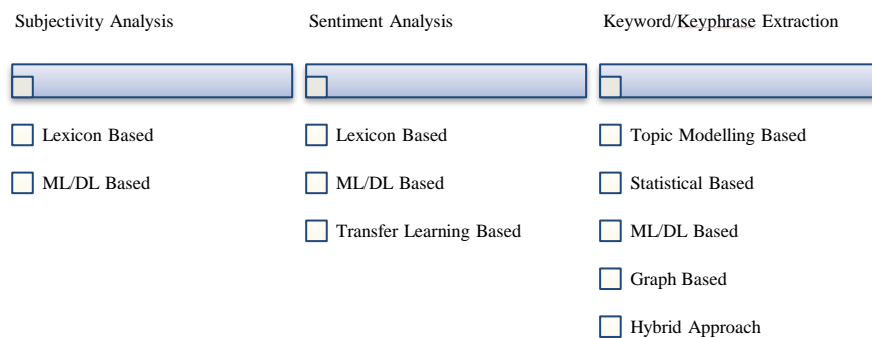 Subjectivity Analysis
Lexicon Based
ML/DL Based
Sentiment Analysis
Lexicon Based
ML/DL Based
Transfer Learning Based
Keyword/Keyphrase Extraction
Topic Modelling Based
Statistical Based
ML/DL Based
Graph Based
Hybrid Approach